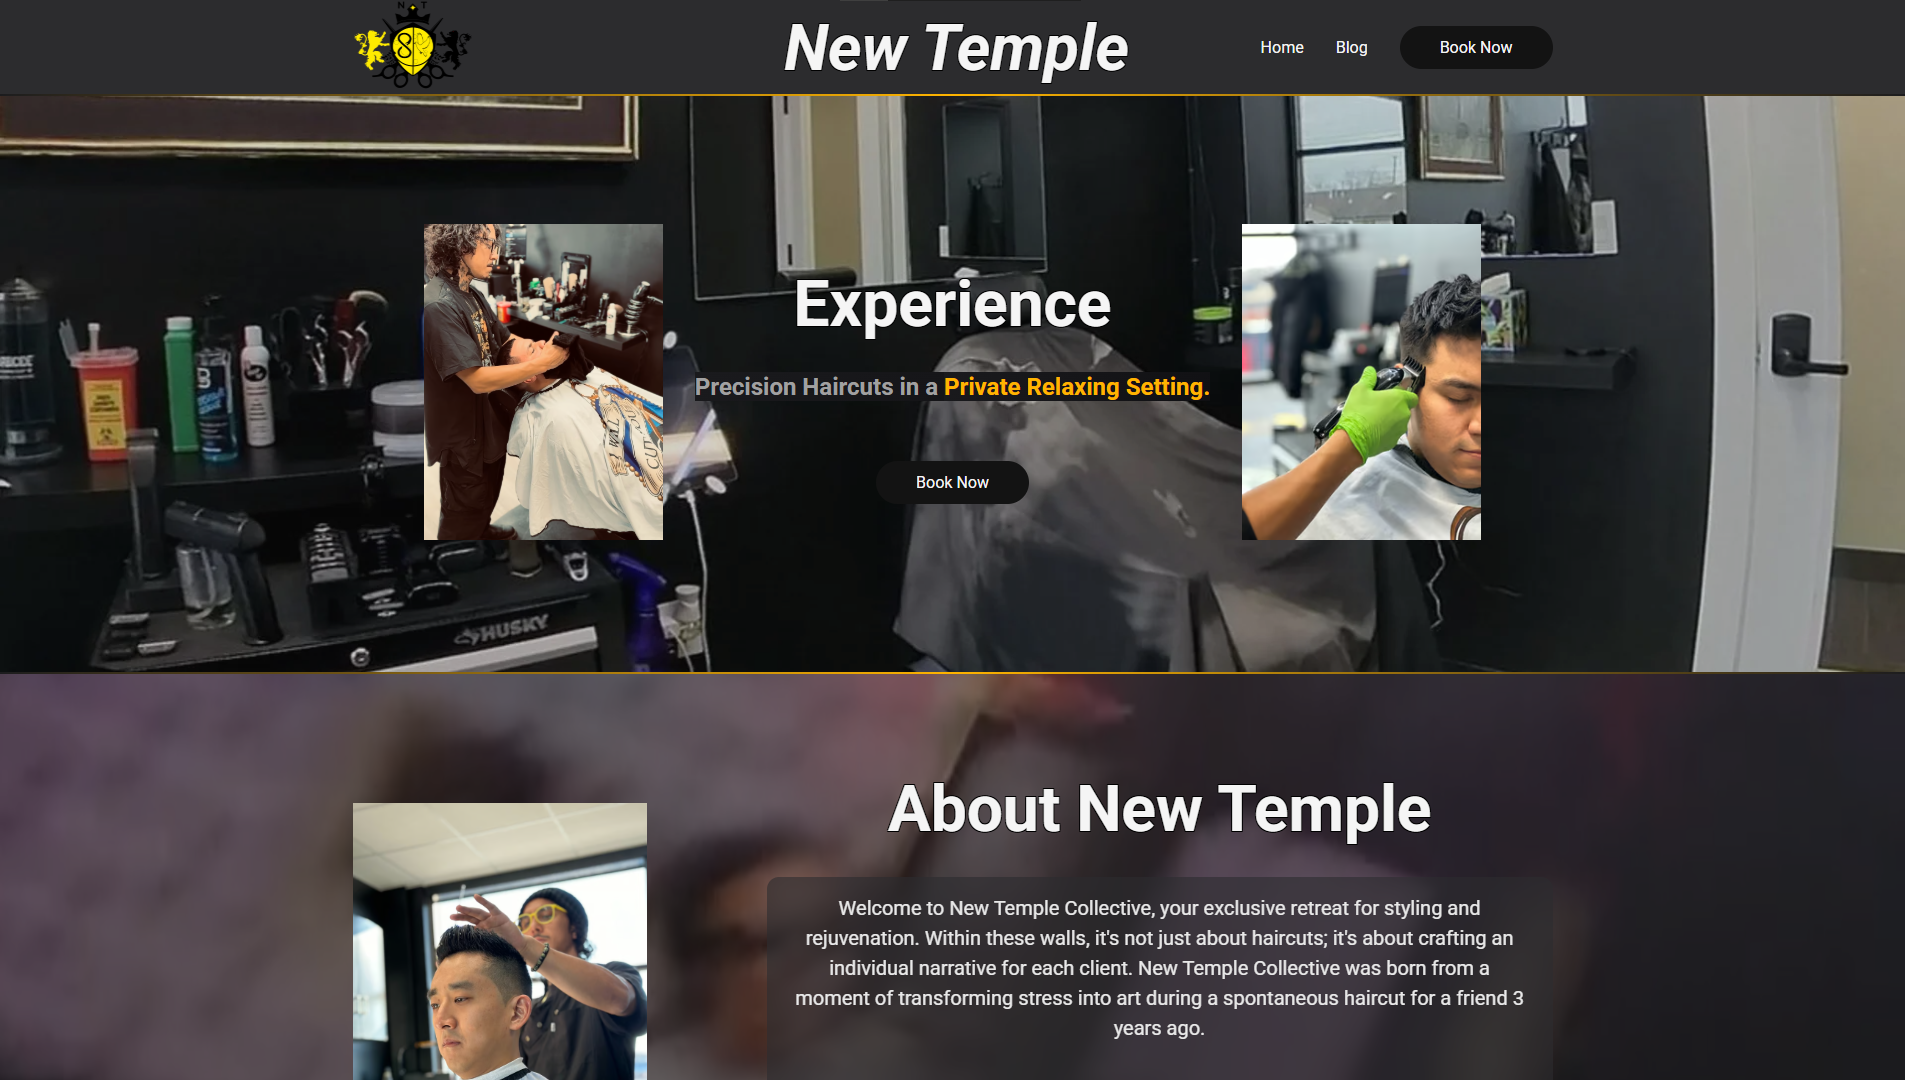 N T
8
New Temple
Home
Blog
Book Now
Experience
Precision Haircuts in a Private Relaxing Setting.
Book Now
HUSKY
About New Temple
Welcome to New Temple Collective, your exclusive retreat for styling and
rejuvenation. Within these walls, it's not just about haircuts; it's about crafting an
individual narrative for each client. New Temple Collective was born from a
moment of transforming stress into art during a spontaneous haircut for a friend 3
years ago.